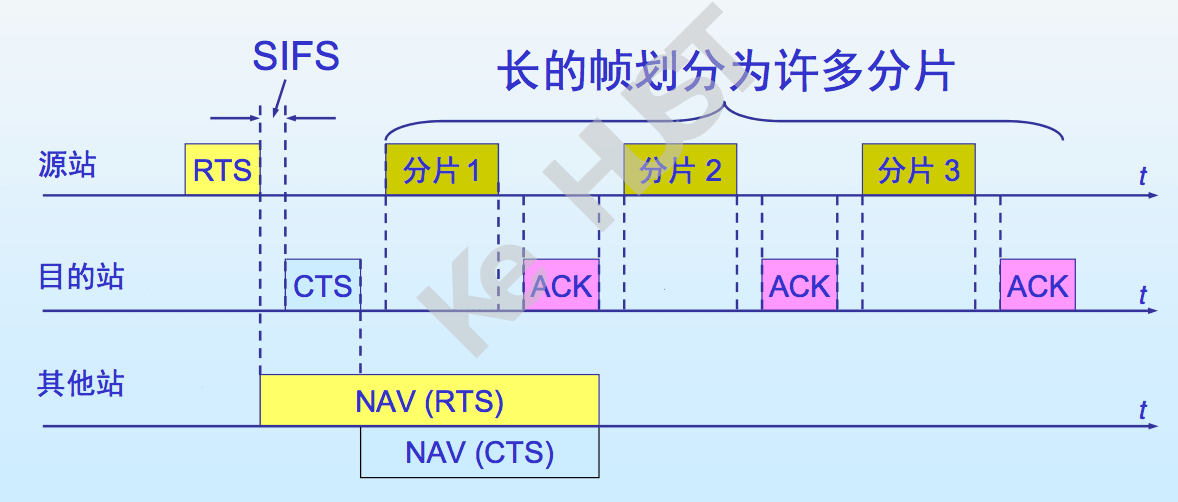 SIFS
长的帧划分为许多分片
源站
RTS
分片 1
分片 2
分片 3
t
目的站
CTS
ACK
ACK
ACK
t
其他站
NAV (RTS)
t
NAV (CTS)
Ke HUST